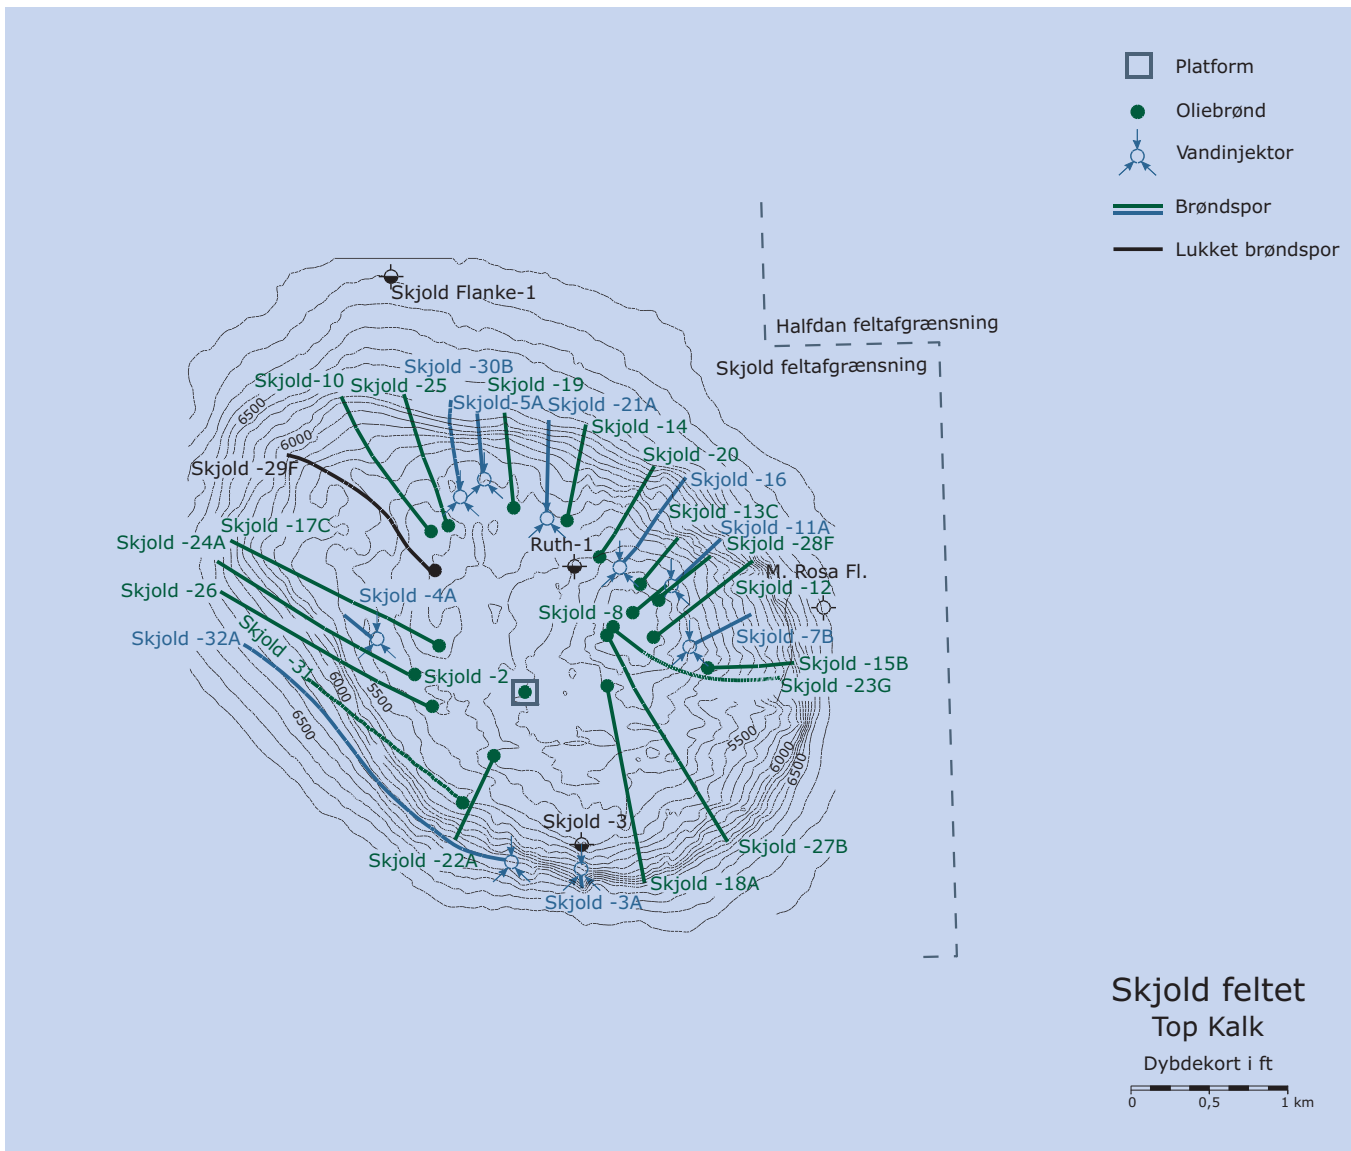 Platform
Oliebrønd
Vandinjektor
Brøndspor
Lukket brøndspor
Skjold Flanke-1
Halfdan feltafgrænsning
Skjold feltafgrænsning
Skjold -30B
Skjold-10
Skjold -25
Skjold -19
Skjold-5A
Skjold -21A
6500
Skjold -14
6000
Skjold -20
Skjold -29F
Skjold -16
Skjold -13C
Skjold -17C
Skjold -11A
Skjold -24A
Ruth-1
Skjold -28F
M. Rosa Fl.
Skjold -26
Skjold -4A
Skjold -12
Skjold -8
Skjold -32A
Skjold -31
Skjold -7B
Skjold -15B
Skjold -2
Skjold -23G
6000
5500
6500
5500
6000
6500
Skjold -3
Skjold -27B
Skjold -22A
Skjold -18A
Skjold -3A
Skjold feltet
Top Kalk
Dybdekort i ft
0 0,5 1 km